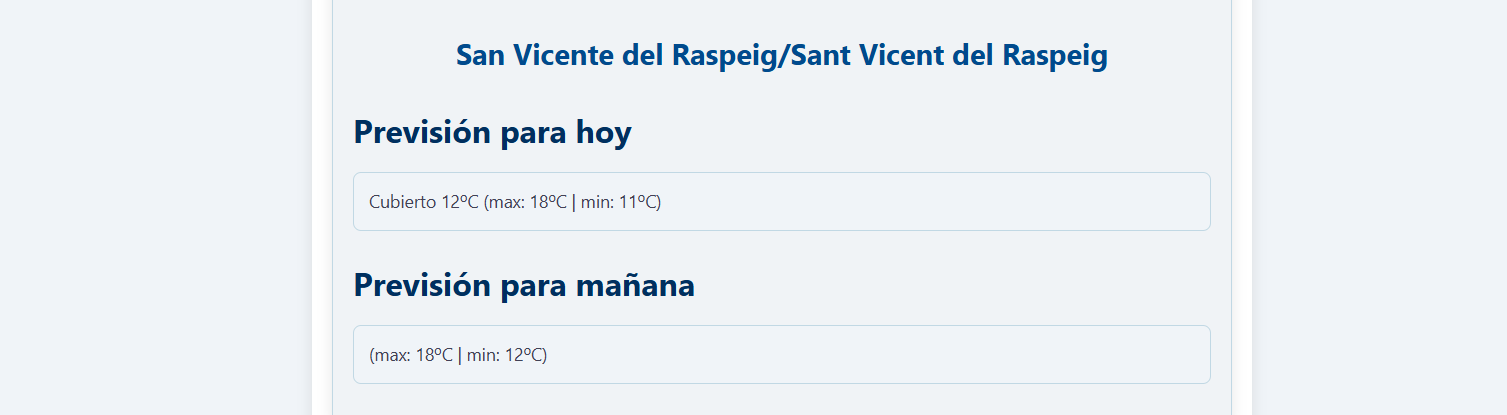 San Vicente del Raspeig/Sant Vicent del Raspeig
Previsión para hoy
Cubierto 12ºC (max: 18ºC | min: 11ºC)
Previsión para mañana
(max: 18ºC | min: 12ºC)